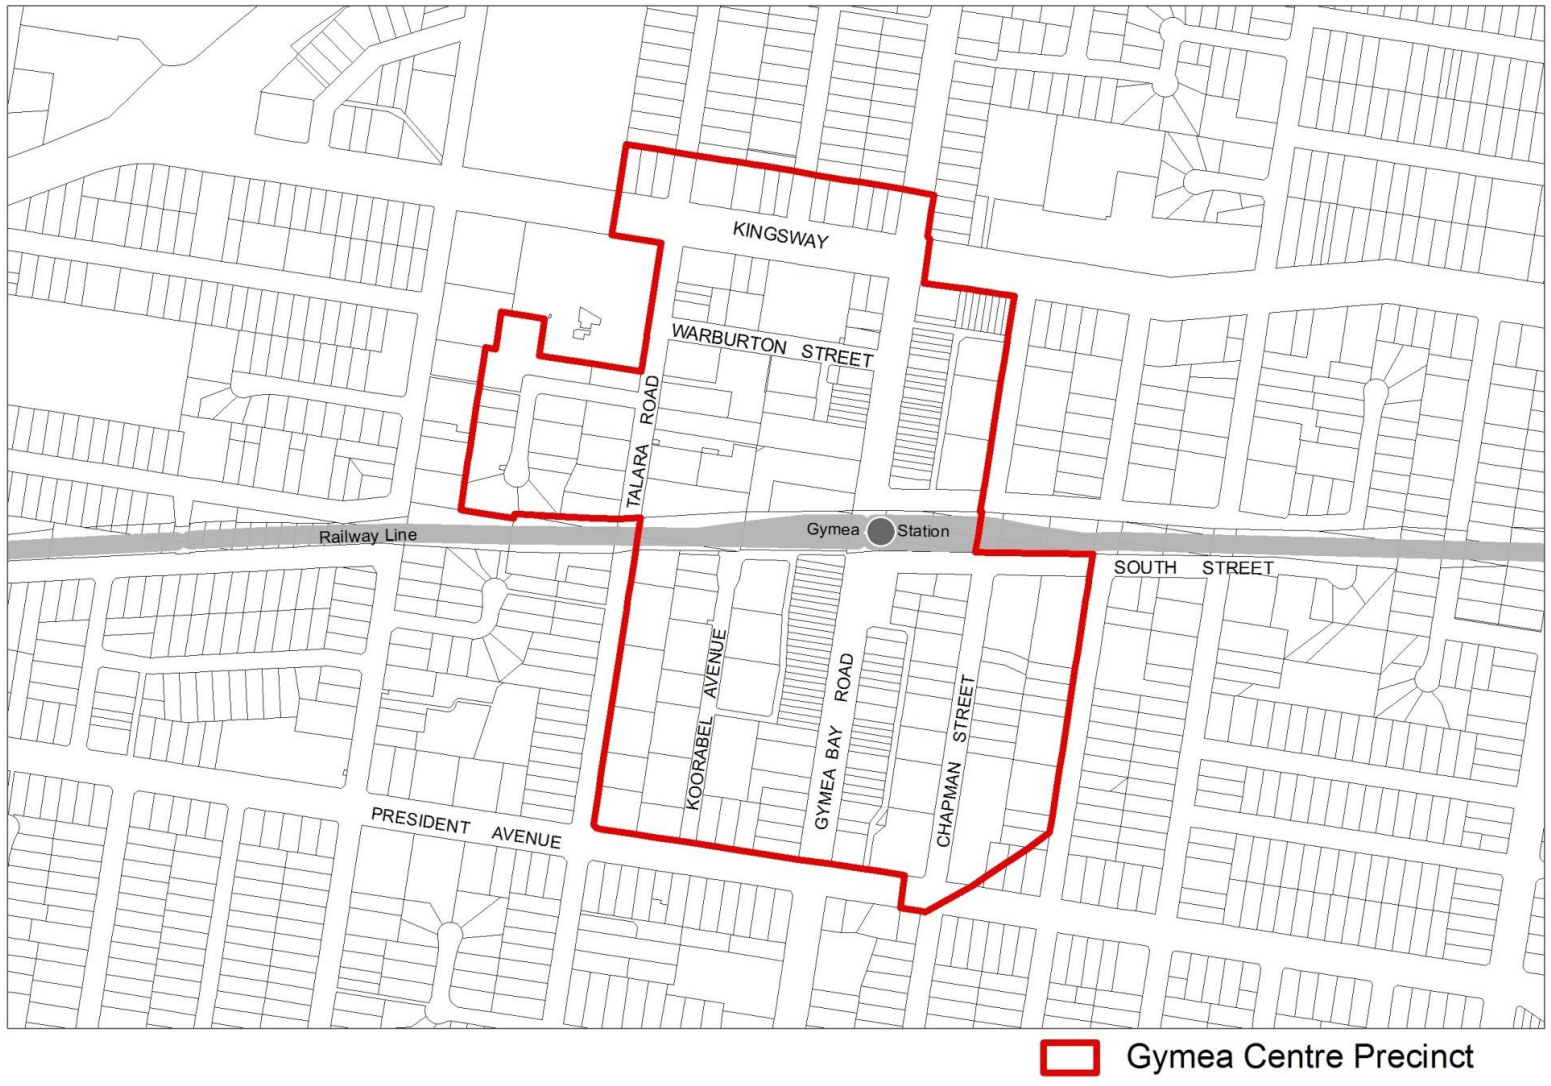 KINGSWAY
WARBURTON STREET
TALARA ROAD
Railway Line
Gymea Station
SOUTH STREET
KOORABEL AVENUE
GYMEA BAY ROAD
CHAPMAN STREET
PRESIDENT AVENUE
Gymea Centre Precinct